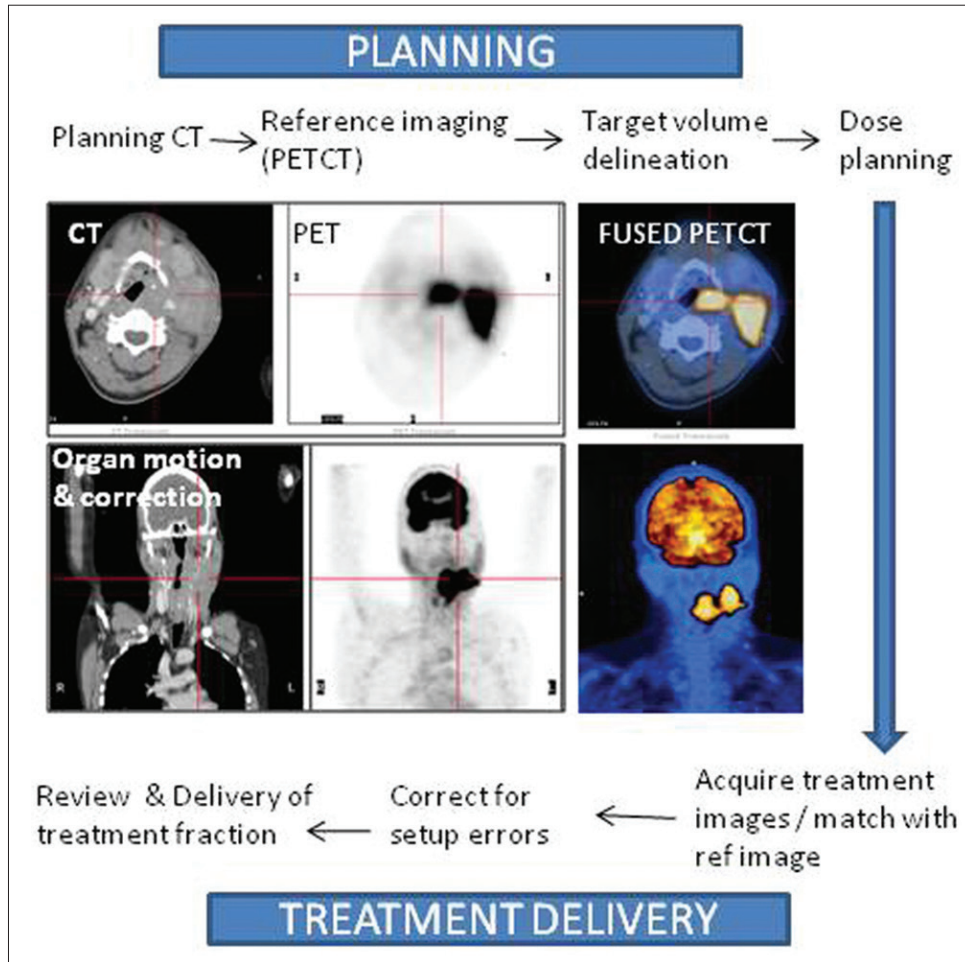 PLANNING
Planning CT
Reference imaging
(PETCT)
Target volume
delineation
Dose
planning
CT
PET
FUSED PETCT
Organ motion
& correction
R
L
Review & Delivery of
treatment fraction
Correct for
setup errors
Acquire treatment
images / match with
ref image
TREATMENT DELIVERY